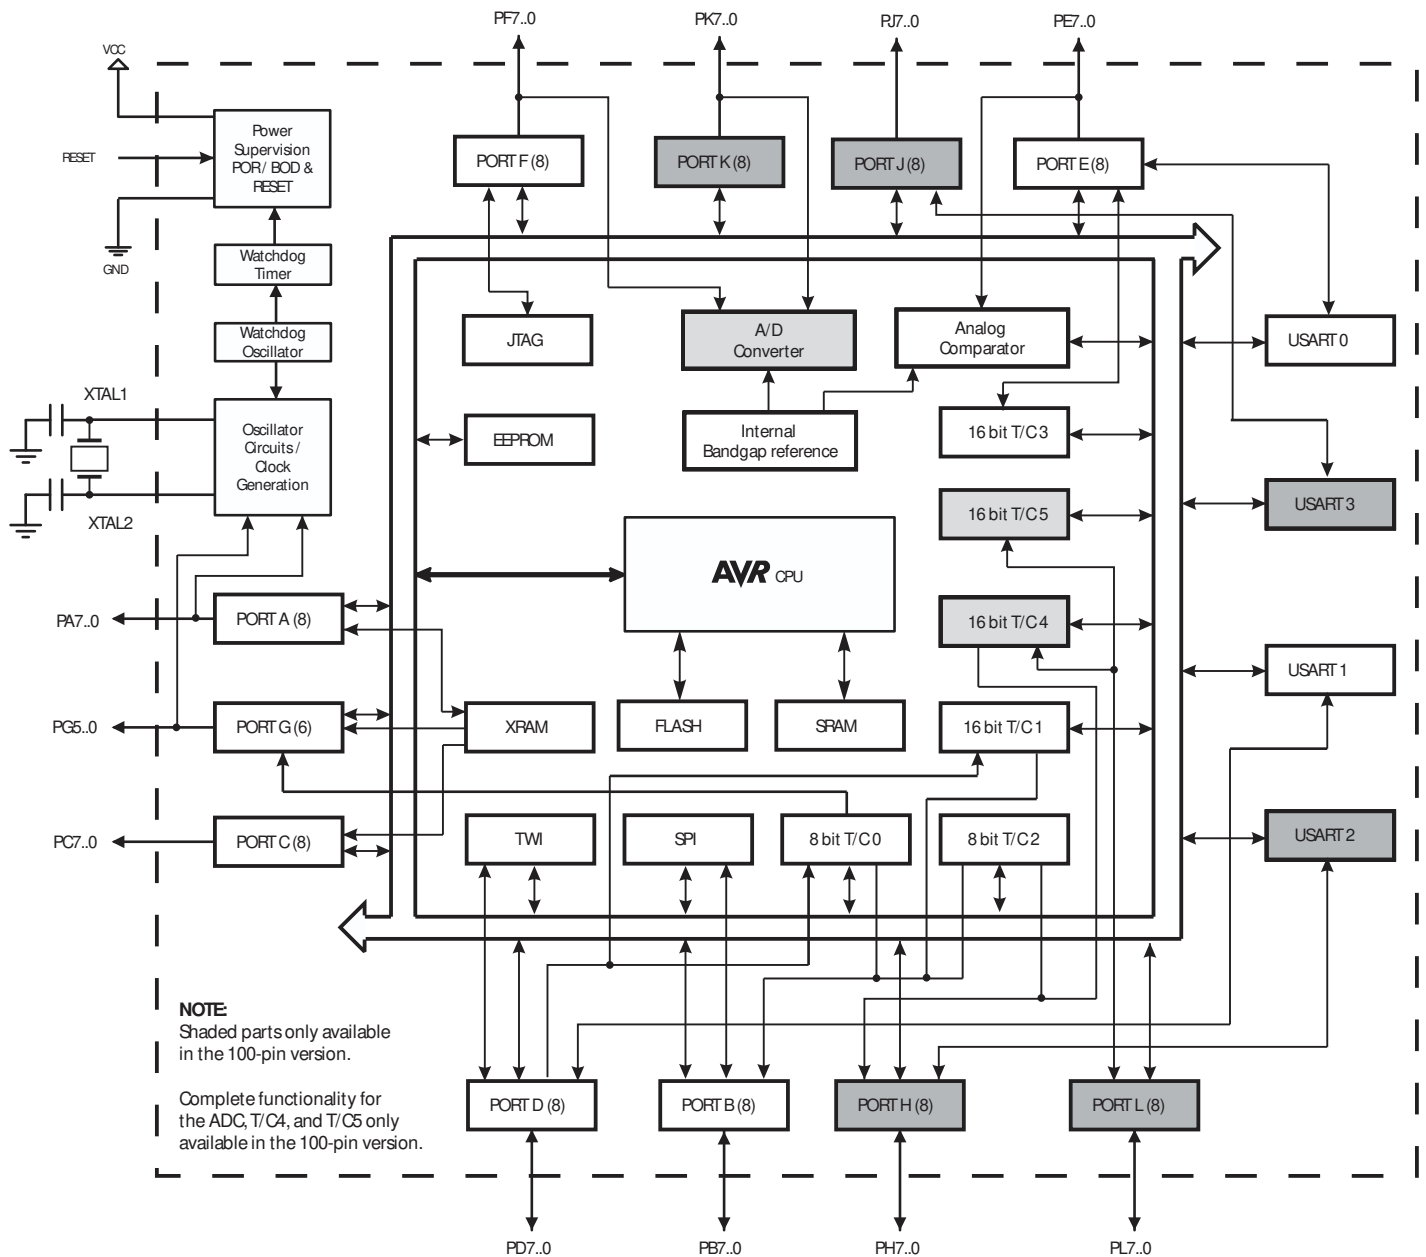 PF7..0
PK7..0
PJ7..0
PE7..0
VCC
RESET
GND
Power
Supervision
POR / BOD &
RESET
Watchdog
Timer
Watchdog
Oscillator
XTAL1
Oscillator
Circuits /
Clock
Generation
XTAL2
PORT F (8)
PORT K (8)
PORT J (8)
PORT E (8)
JTAG
A/D
Converter
Analog
Comparator
USART 0
EEPROM
Internal
Bandgap reference
16 bit T/C 3
USART 3
16 bit T/C 5
AVR CPU
PA7..0
PORT A (8)
16 bit T/C 4
USART 1
PG5..0
PORT G (6)
XRAM
FLASH
SRAM
16 bit T/C 1
PC7..0
PORT C (8)
TWI
SPI
8 bit T/C 0
8 bit T/C 2
USART 2
NOTE:
Shaded parts only available
in the 100-pin version.
Complete functionality for
the ADC, T/C4, and T/C5 only
available in the 100-pin version.
PORT D (8)
PORT B (8)
PORT H (8)
PORT L (8)
PD7..0
PB7..0
PH7..0
PL7..0